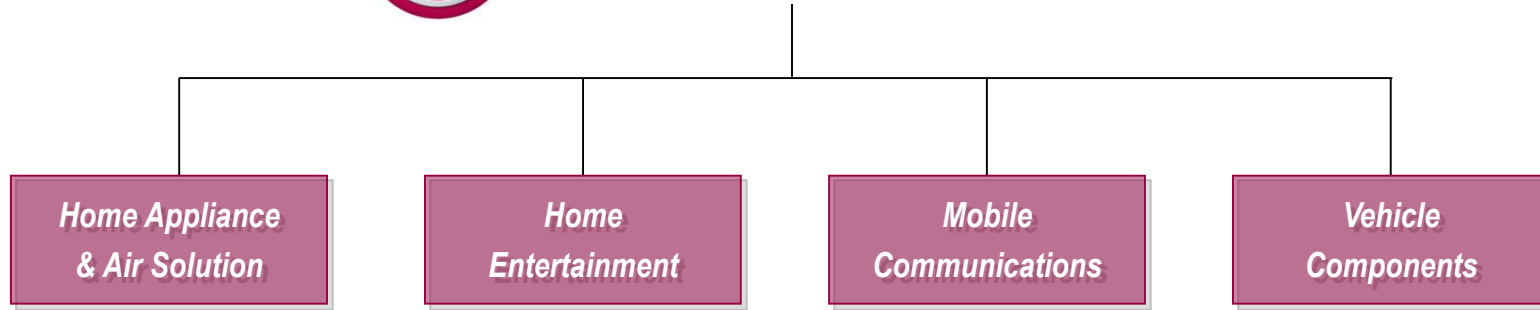 Home Appliance
& Air Solution
Home
Entertainment
Mobile
Communications
Vehicle
Components